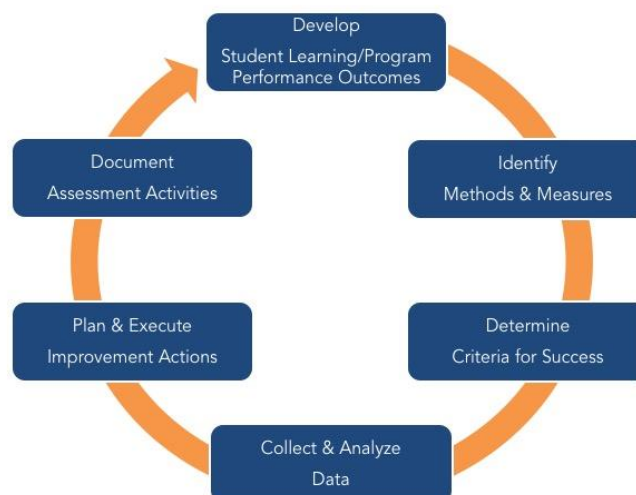 Develop
Student Learning/Program
Performance Outcomes
Identify
Methods & Measures
Determine
Criteria for Success
Collect & Analyze
Data
Plan & Execute
Improvement Actions
Document
Assessment Activities